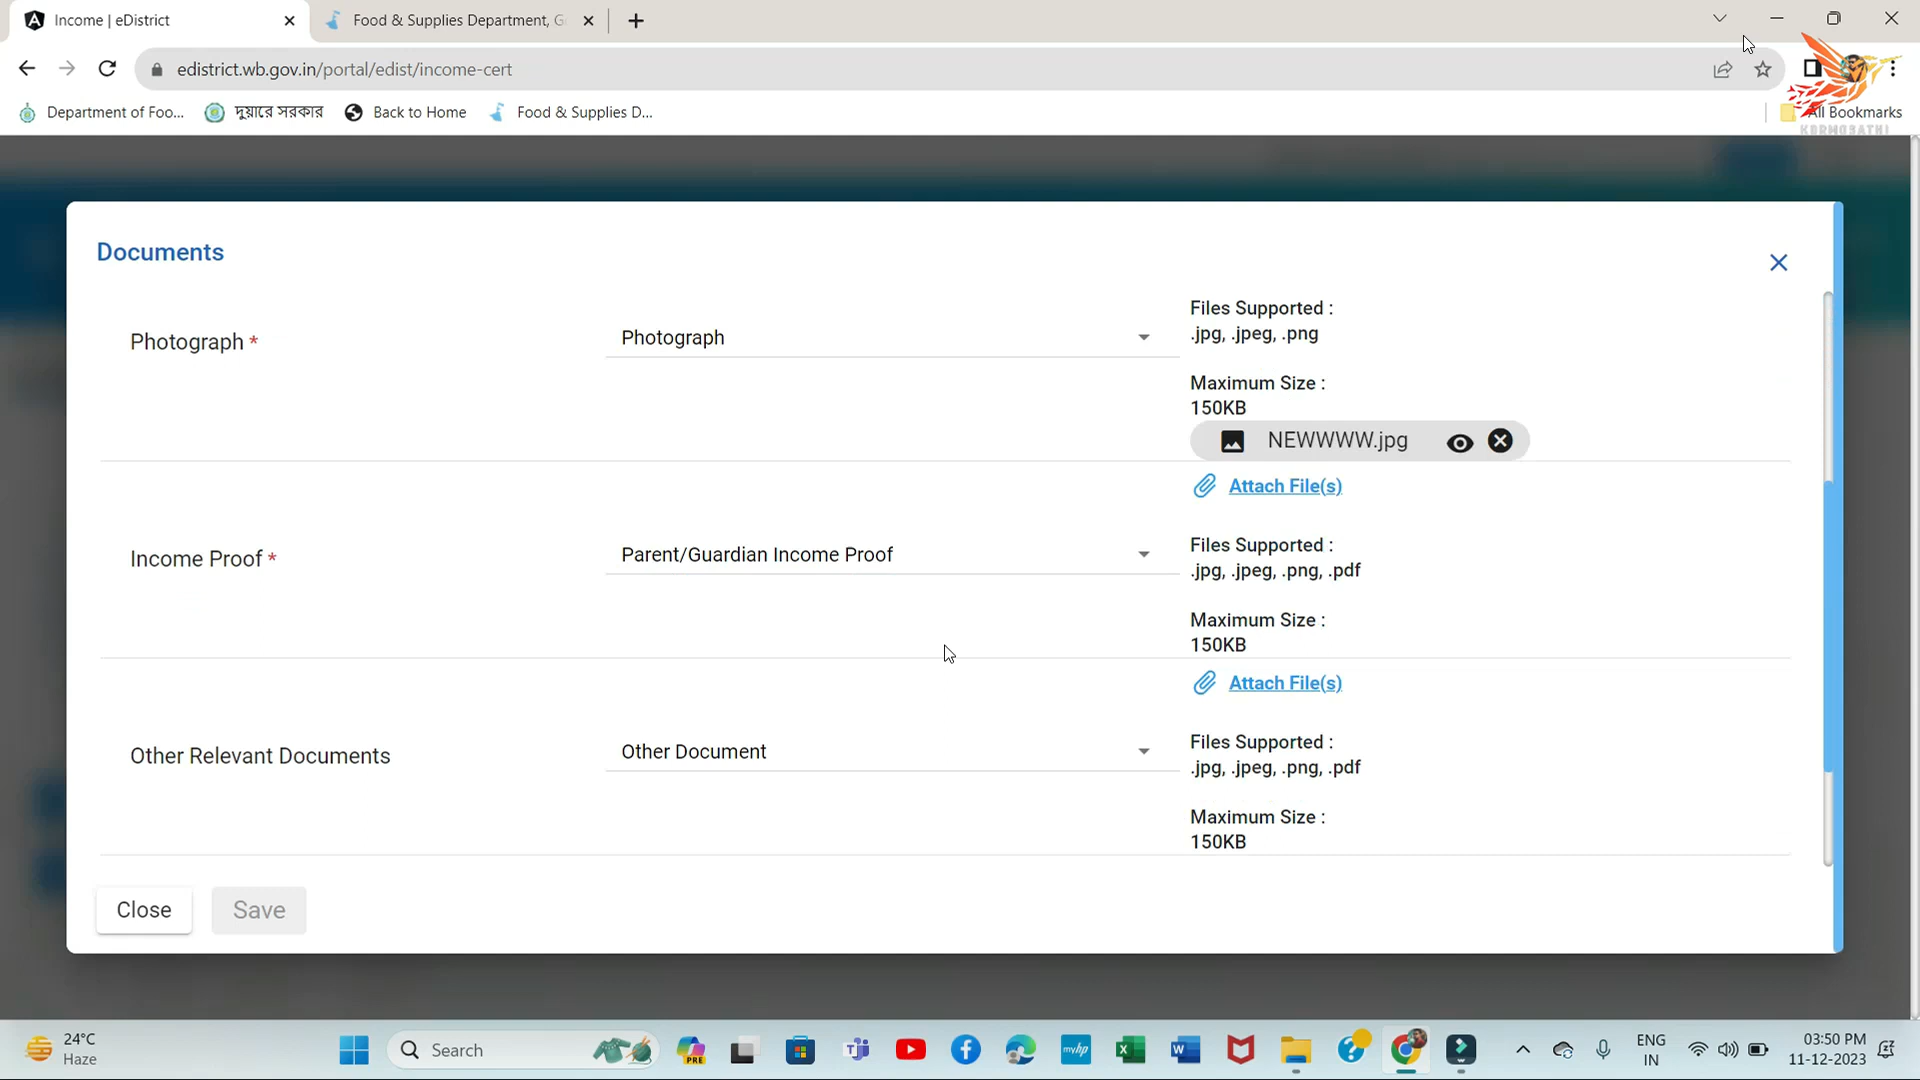 Income | eDistrict
Food & Supplies Department, G
edistrict.wb.gov.in/portal/edist/income-cert
Department of Foo...
দুয়ারে সরকার
Back to Home
Food & Supplies D...
All Bookmarks
KORMOSATHI
Documents
Photograph *
Photograph
Files Supported :
.jpg, .jpeg, .png
Maximum Size :
150KB
NEWWWW.jpg
Attach File(s)
Income Proof *
Parent/Guardian Income Proof
Files Supported :
.jpg, .jpeg, .png, .pdf
Maximum Size :
150KB
Attach File(s)
Other Relevant Documents
Other Document
Files Supported :
.jpg, .jpeg, .png, .pdf
Maximum Size :
150KB
Close
Save
24°C
Haze
Search
PRE
myhp
ENG
IN
03:50 PM
11-12-2023